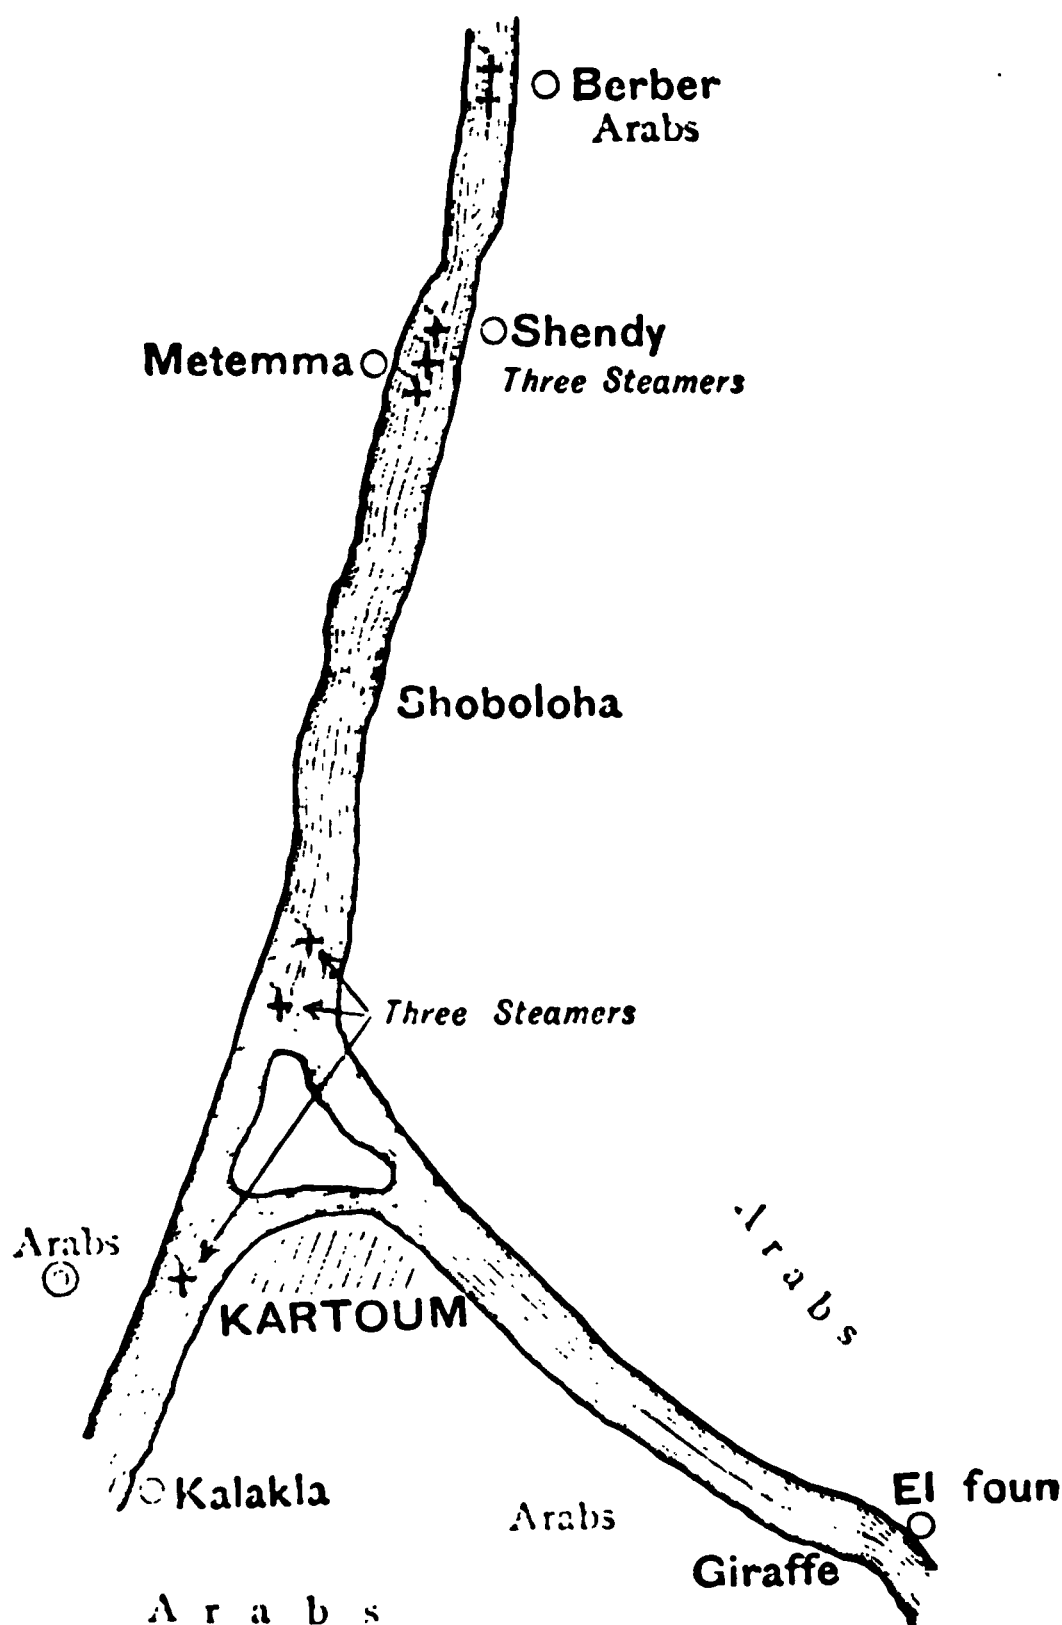 Berber
Arabs
Shendy
Metemma
Three Steamers
Shoboloha
Three Steamers
Arabs
Arabs
KARTOUM
Kalakla
El foun
Arabs
Giraffe
Arabs